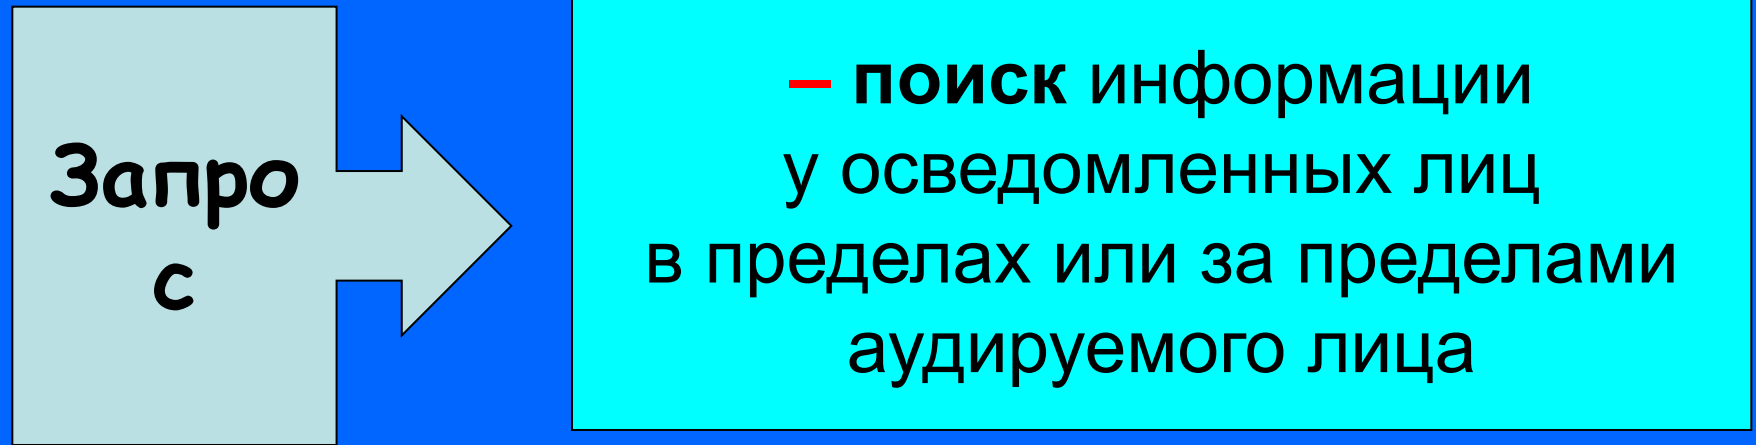 Запро
с
– поиск информации
у осведомленных лиц
в пределах или за пределами
аудируемого лица